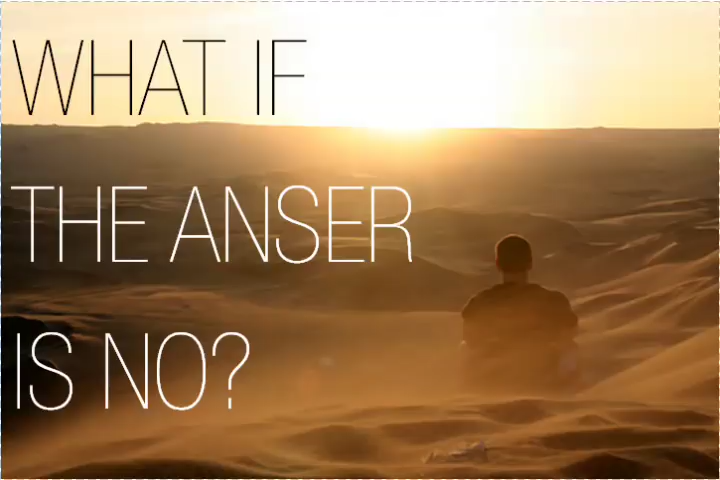 WHAT IF
THE ANSER
IS NO?